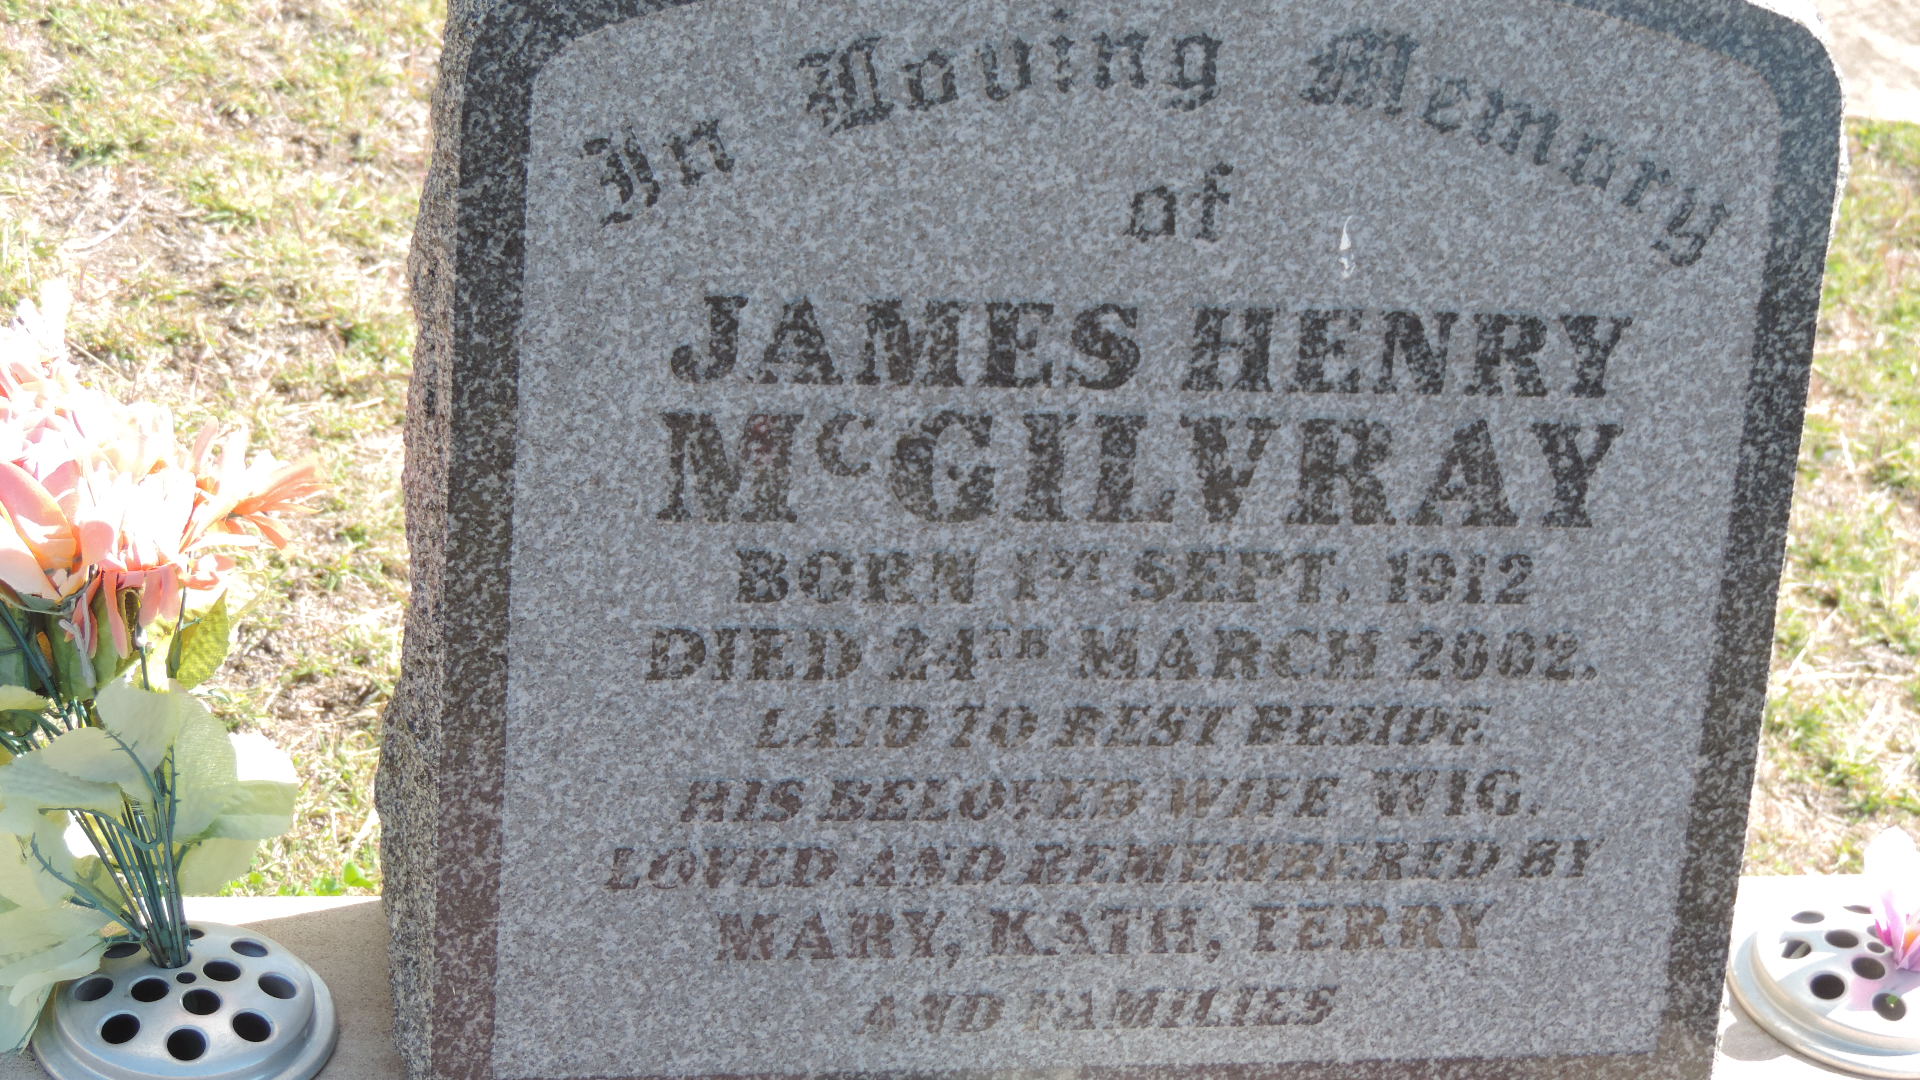 In Loving Memory
of
JAMES HENRY
McGILVRAY
BORN 1ST SEPT. 1912
DIED 24TH MARCH 2002.
LAID TO REST BESIDE
HIS BELOVED WIFE WIG.
LOVED AND REMEMBERED BY
MARY, KATH, TERRY
AND FAMILIES